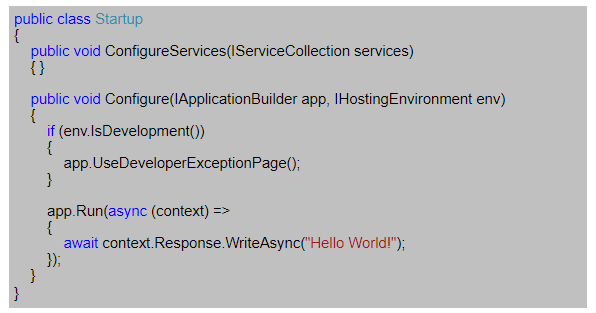 public class Startup
{
    public void ConfigureServices(IServiceCollection services)
    { }

    public void Configure(IApplicationBuilder app, IHostingEnvironment env)
    {
        if (env.IsDevelopment())
        {
            app.UseDeveloperExceptionPage();
        }

        app.Run(async (context) =>
        {
            await context.Response.WriteAsync("Hello World!");
        });
    }
}